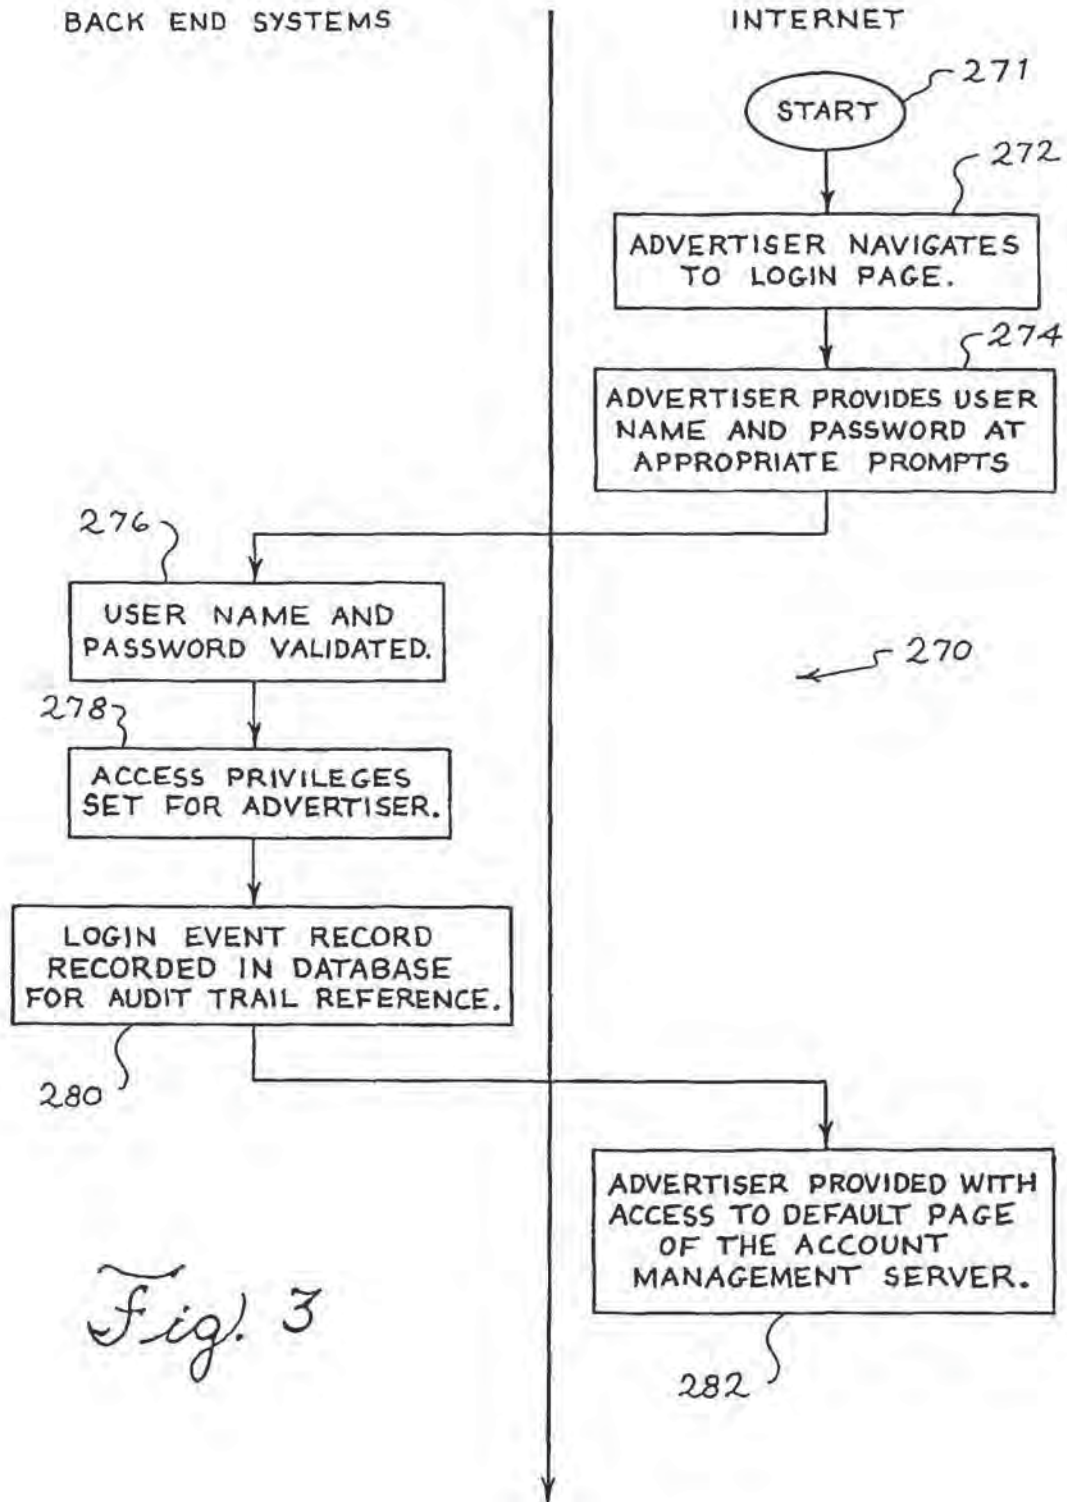 BACK END SYSTEMS
INTERNET
START
271
272
ADVERTISER NAVIGATES
TO LOGIN PAGE.
274
ADVERTISER PROVIDES USER
NAME AND PASSWORD AT
APPROPRIATE PROMPTS
276
USER NAME AND
PASSWORD VALIDATED.
270
278
ACCESS PRIVILEGES
SET FOR ADVERTISER.
LOGIN EVENT RECORD
RECORDED IN DATABASE
FOR AUDIT TRAIL REFERENCE.
280
ADVERTISER PROVIDED WITH
ACCESS TO DEFAULT PAGE
OF THE ACCOUNT
MANAGEMENT SERVER.
282
Fig. 3